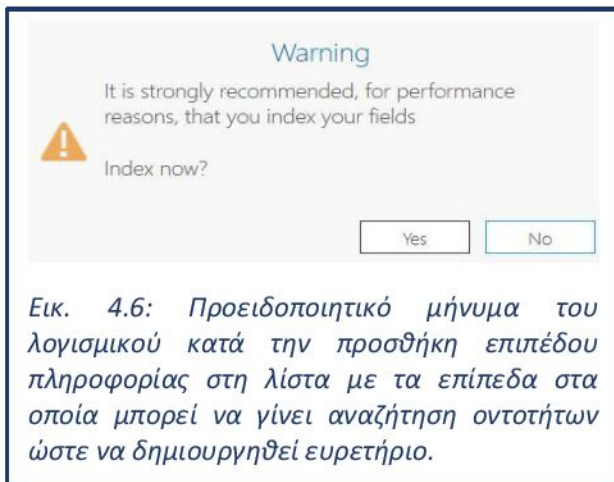 Warning
It is strongly recommended, for performance
reasons, that you index your fields
Index now?
Yes No
Εικ. 4.6: Προειδοποιητικό μήνυμα του
λογισμικού κατά την προσθήκη επιπέδου
πληροφορίας στη λίστα με τα επίπεδα στα
οποία μπορεί να γίνει αναζήτηση οντοτήτων
ώστε να δημιουργηθεί ευρετήριο.